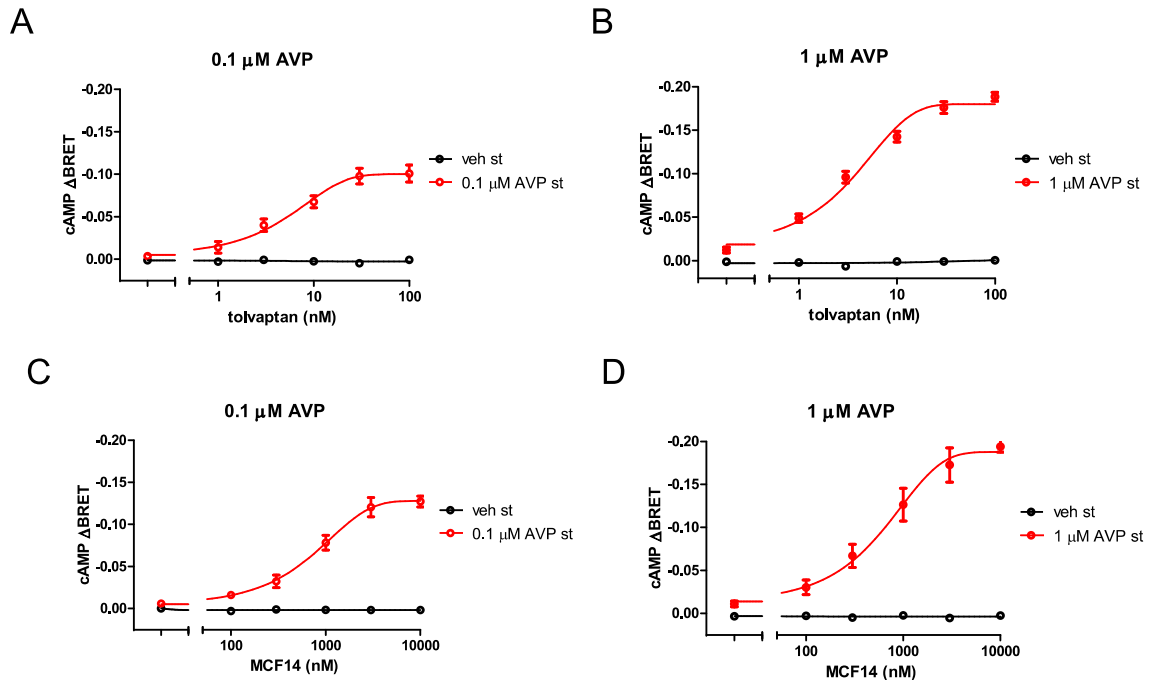 A
0.1 μM AVP
-0.20
-0.15
-0.10
-0.05
0.00
cAMP ΔBRET
1
10
100
tolvaptan (nM)
veh st
0.1 μM AVP st
B
1 μM AVP
-0.20
-0.15
-0.10
-0.05
0.00
cAMP ΔBRET
1
10
100
tolvaptan (nM)
veh st
1 μM AVP st
C
0.1 μM AVP
-0.20
-0.15
-0.10
-0.05
0.00
cAMP ΔBRET
100
1000
10000
MCF14 (nM)
veh st
0.1 μM AVP st
D
1 μM AVP
-0.20
-0.15
-0.10
-0.05
0.00
cAMP ΔBRET
100
1000
10000
MCF14 (nM)
veh st
1 μM AVP st